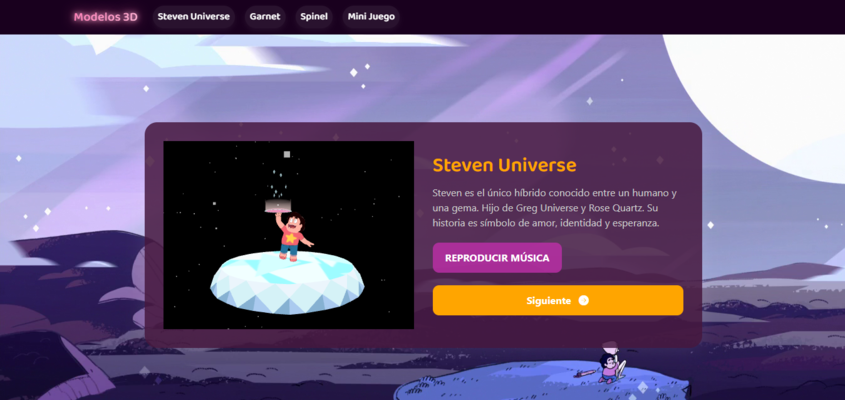 Modelos 3D
Steven Universe
Garnet
Spinel
Mini Juego
Steven Universe
Steven es el único híbrido conocido entre un humano y
una gema. Hijo de Greg Universe y Rose Quartz. Su
historia es símbolo de amor, identidad y esperanza.
REPRODUCIR MÚSICA
Siguiente